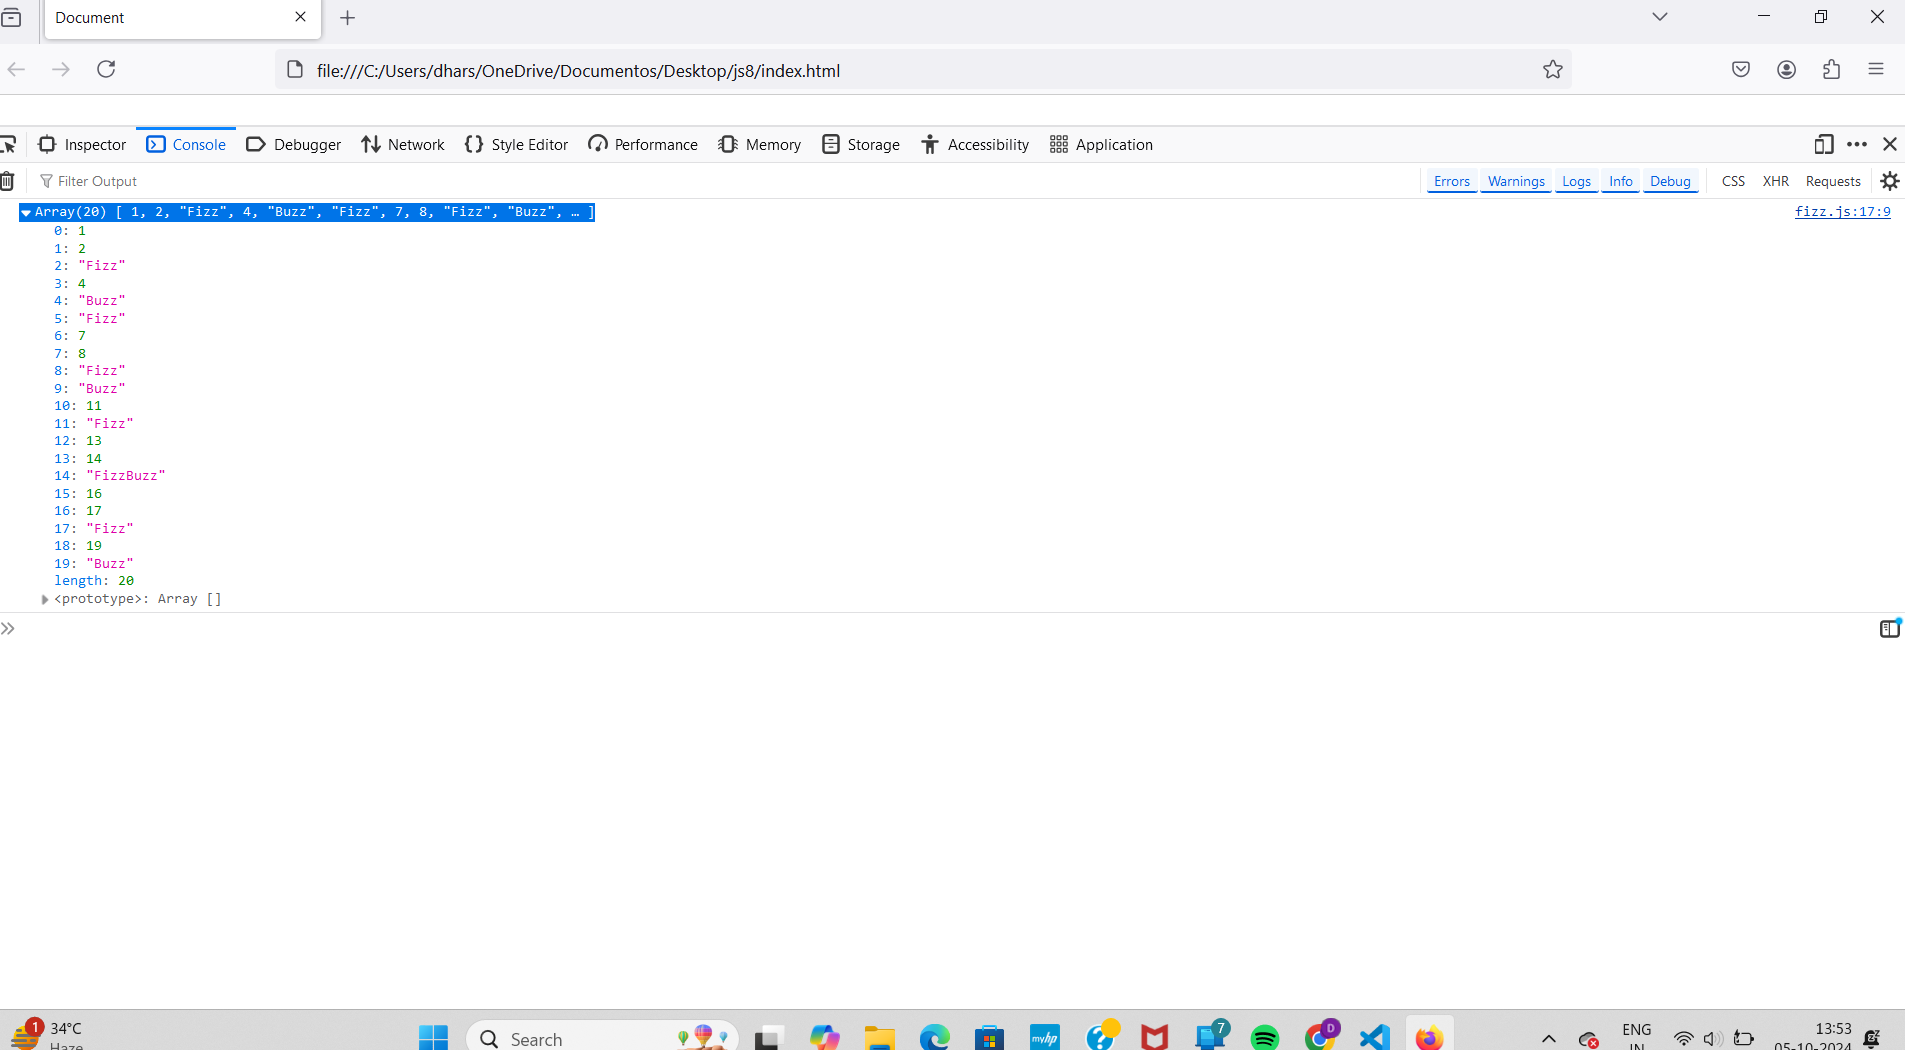 Document
file:///C:/Users/dhars/OneDrive/Documentos/Desktop/js8/index.html
Inspector Console Debugger Network Style Editor Performance Memory Storage Accessibility Application
Filter Output Errors Warnings Logs Info Debug CSS XHR Requests
Array(20) [ 1, 2, "Fizz", 4, "Buzz", "Fizz", 7, 8, "Fizz", "Buzz", … ] fizz.js:17:9
0: 1
1: 2
2: "Fizz"
3: 4
4: "Buzz"
5: "Fizz"
6: 7
7: 8
8: "Fizz"
9: "Buzz"
10: 11
11: "Fizz"
12: 13
13: 14
14: "FizzBuzz"
15: 16
16: 17
17: "Fizz"
18: 19
19: "Buzz"
length: 20
<prototype>: Array []
1 34°C
Haze
Search
myhp
7
D
ENG
IN
13:53
05-10-2024